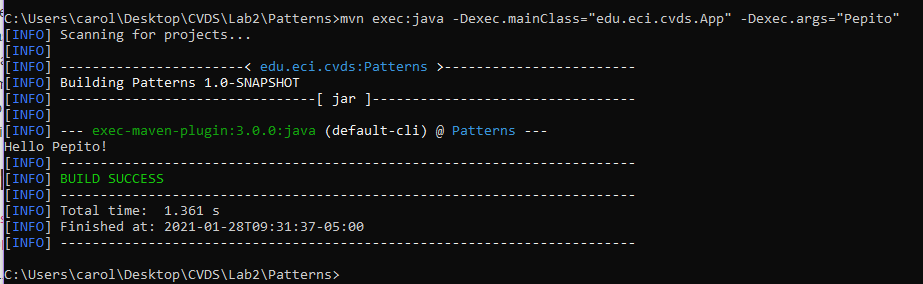 C:\Users\carol\Desktop\CVDS\Lab2\Patterns>mvn exec:java -Dexec.mainClass="edu.eci.cvds.App" -Dexec.args="Pepito"
[INFO] Scanning for projects...
[INFO]
[INFO] -----------------------< edu.eci.cvds:Patterns >------------------------
[INFO] Building Patterns 1.0-SNAPSHOT
[INFO] --------------------------------[ jar ]---------------------------------
[INFO]
[INFO] --- exec-maven-plugin:3.0.0:java (default-cli) @ Patterns ---
Hello Pepito!
[INFO] ------------------------------------------------------------------------
[INFO] BUILD SUCCESS
[INFO] ------------------------------------------------------------------------
[INFO] Total time:  1.361 s
[INFO] Finished at: 2021-01-28T09:31:37-05:00
[INFO] ------------------------------------------------------------------------
C:\Users\carol\Desktop\CVDS\Lab2\Patterns>